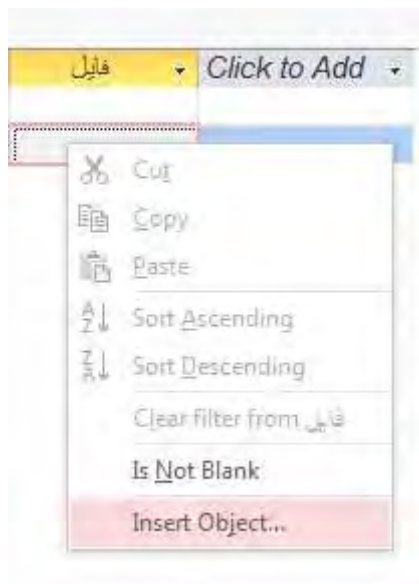 فایل Click to Add
Cut
Copy
Paste
Sort Ascending
Sort Descending
Clear filter from فایل
Is Not Blank
Insert Object...